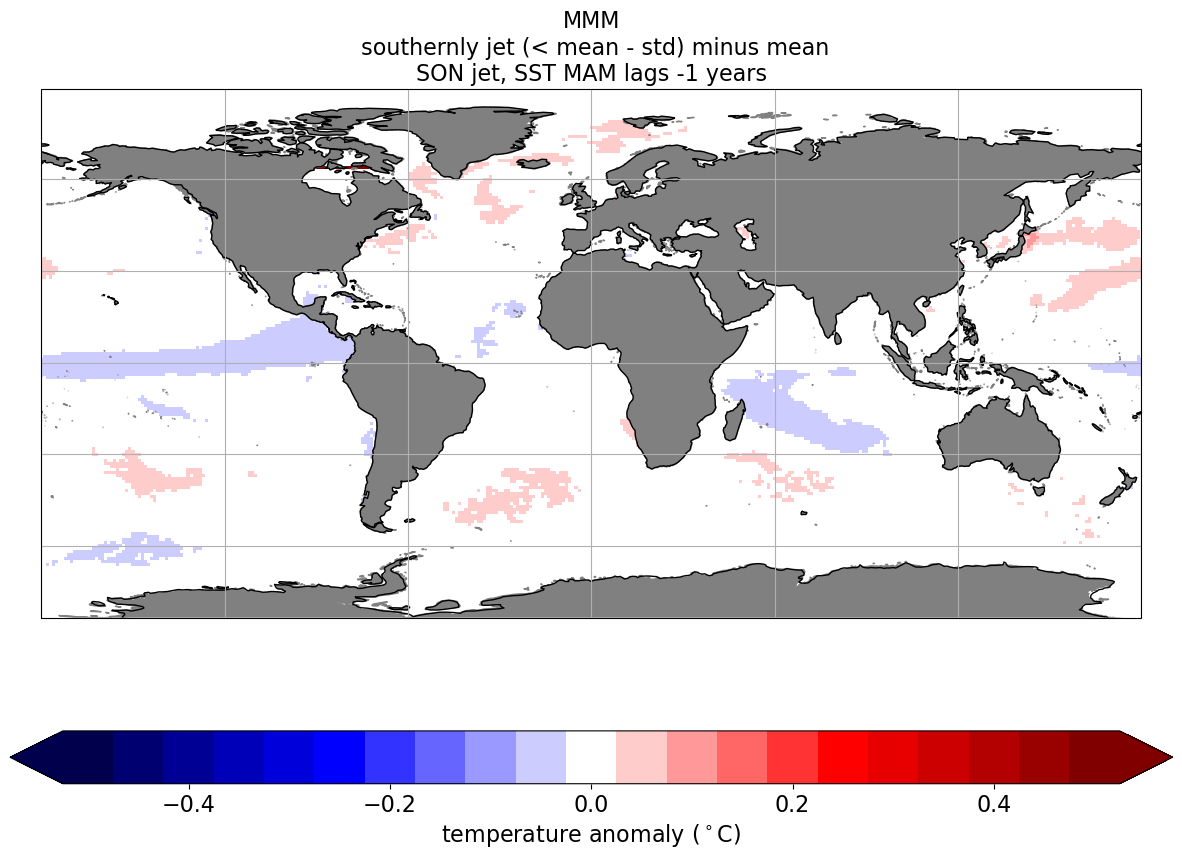 MMM
southernly jet (< mean - std) minus mean
SON jet, SST MAM lags -1 years
−0.4 −0.2 0.0 0.2 0.4
temperature anomaly (°C)